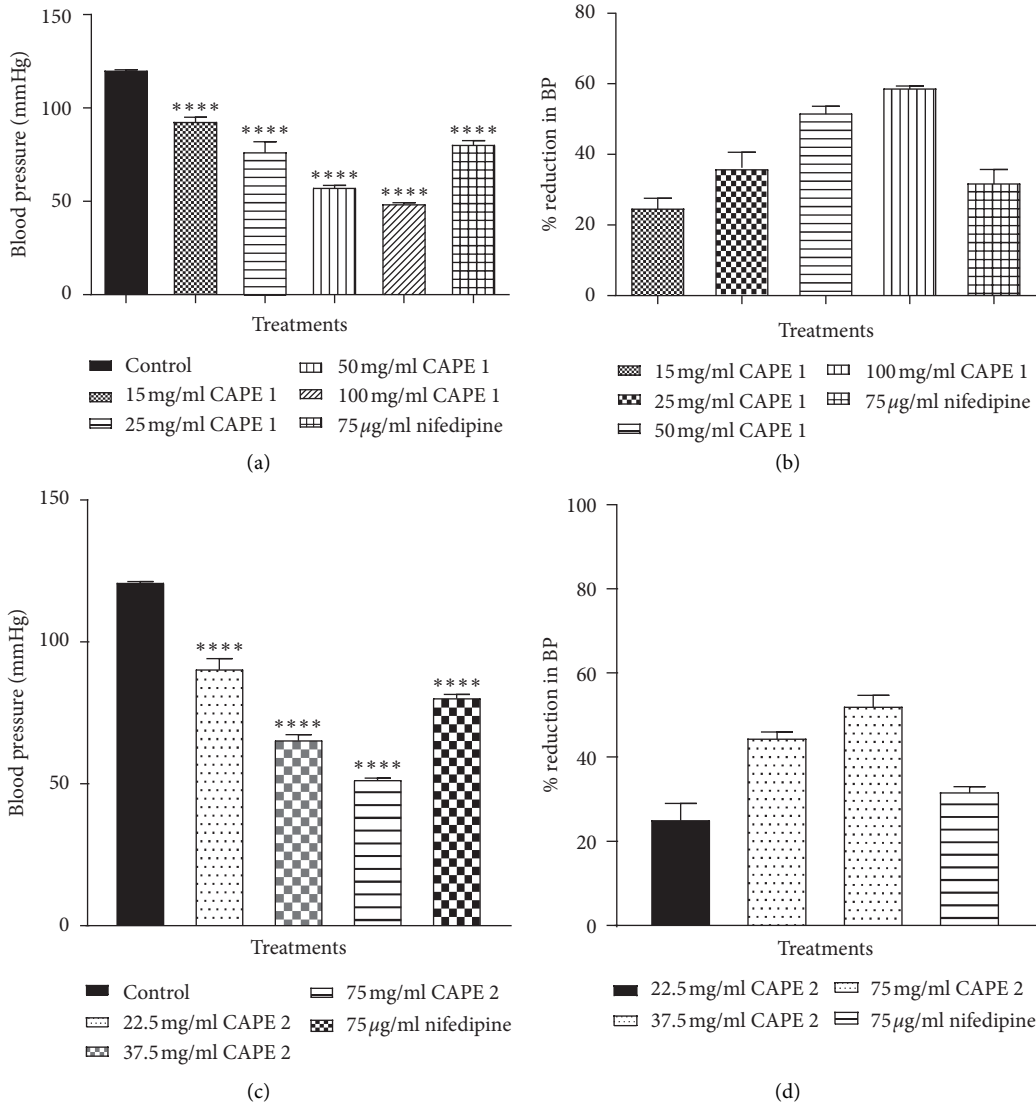 150
100
50
0
Blood pressure (mmHg)
****
****
****
****
****
Treatments
Control
15 mg/ml CAPE 1
25 mg/ml CAPE 1
50 mg/ml CAPE 1
100 mg/ml CAPE 1
75 μg/ml nifedipine
(a)
80
60
40
20
0
% reduction in BP
Treatments
15 mg/ml CAPE 1
25 mg/ml CAPE 1
50 mg/ml CAPE 1
100 mg/ml CAPE 1
75 μg/ml nifedipine
(b)
150
100
50
0
Blood pressure (mmHg)
****
****
****
****
Treatments
Control
22.5 mg/ml CAPE 2
37.5 mg/ml CAPE 2
75 mg/ml CAPE 2
75 μg/ml nifedipine
(c)
100
80
60
40
20
0
% reduction in BP
Treatments
22.5 mg/ml CAPE 2
37.5 mg/ml CAPE 2
75 mg/ml CAPE 2
75 μg/ml nifedipine
(d)